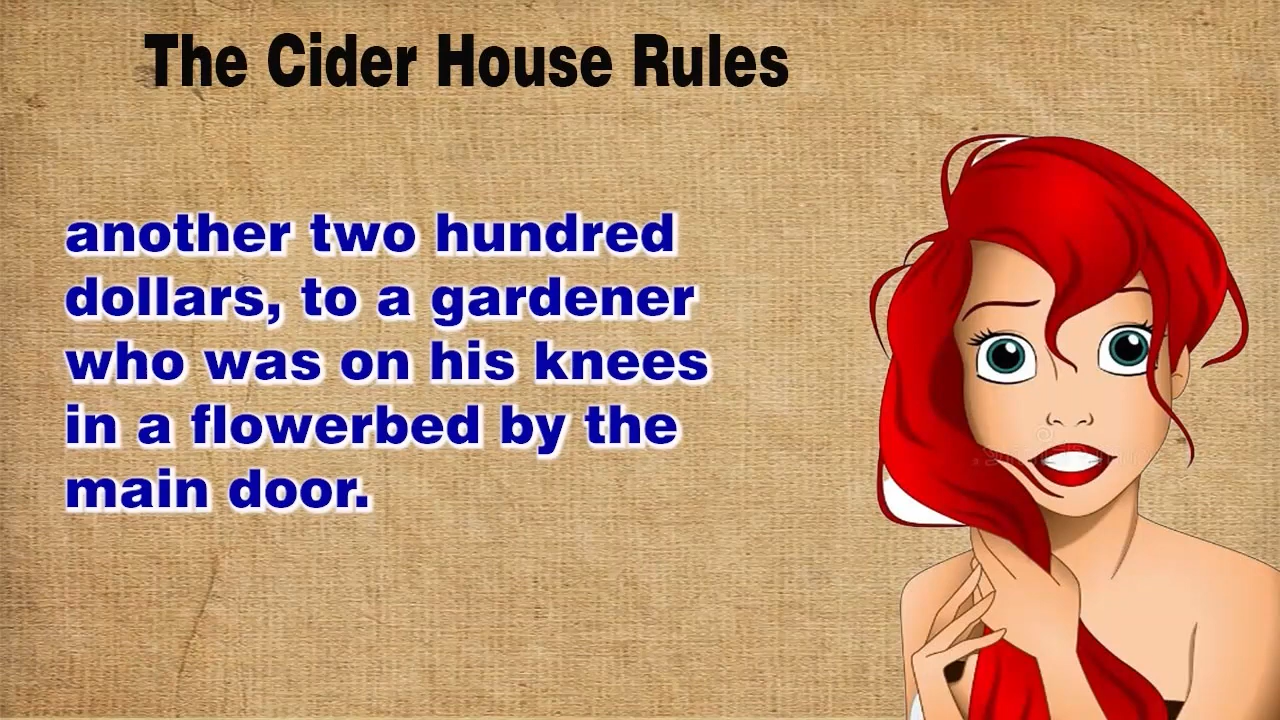 The Cider House Rules
another two hundred
dollars, to a gardener
who was on his knees
in a flowerbed by the
main door.